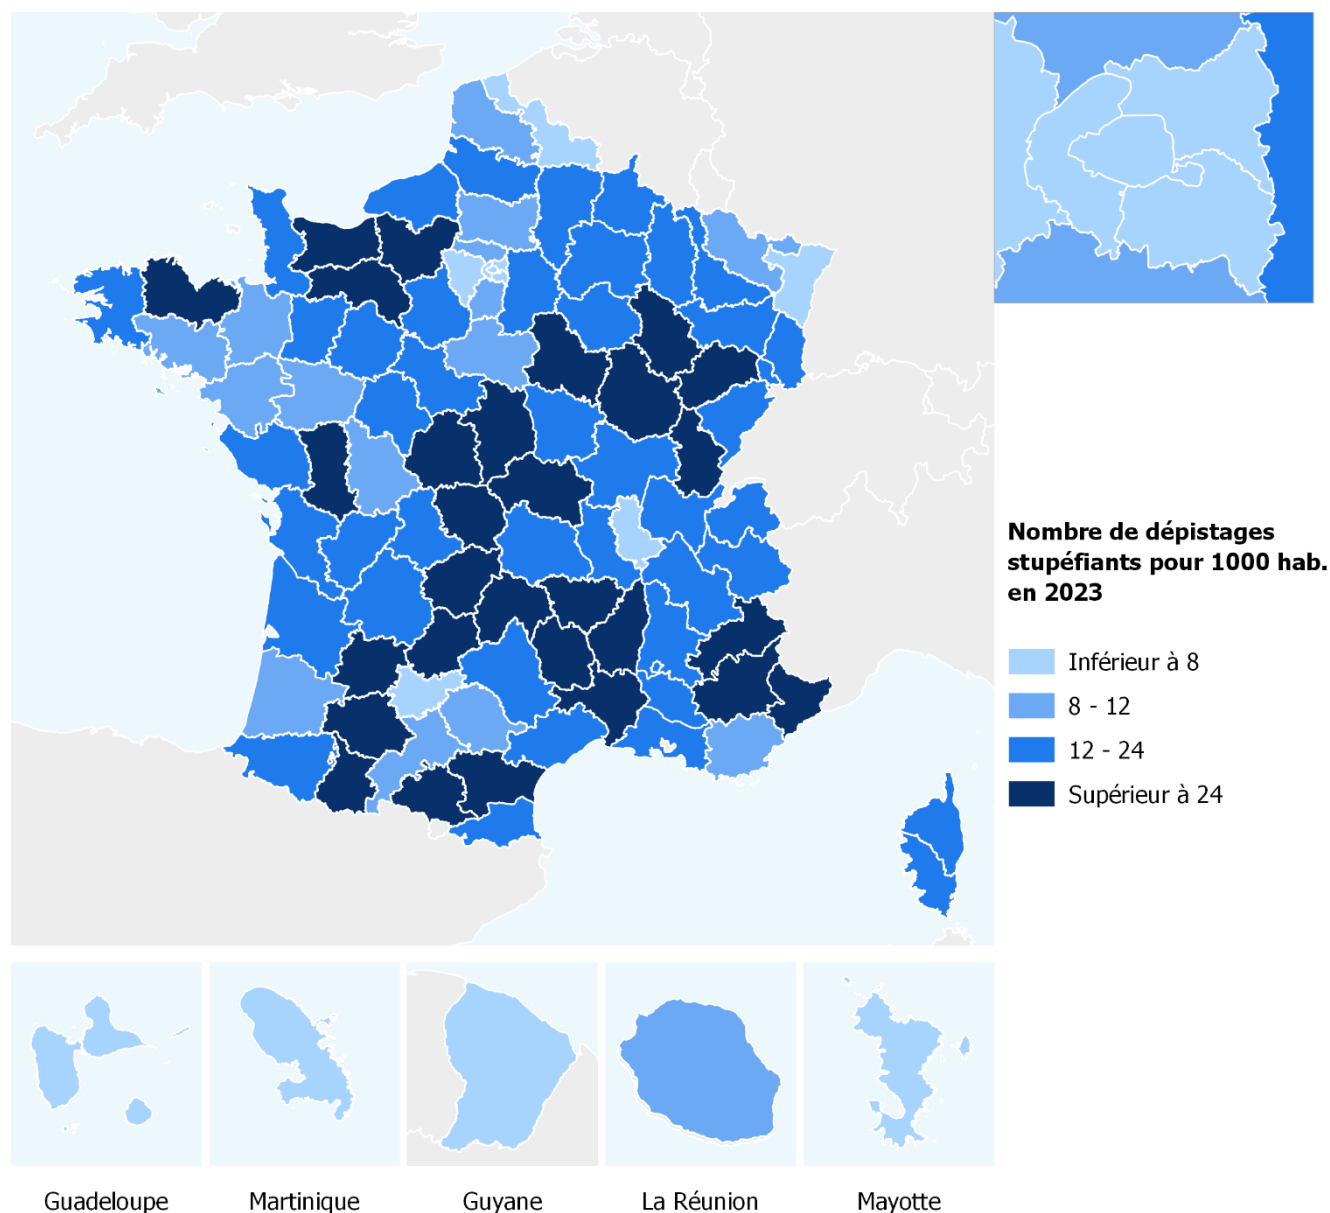 Nombre de dépistages
stupéfiants pour 1000 hab.
en 2023
Inférieur à 8
8 - 12
12 - 24
Supérieur à 24
Guadeloupe
Martinique
Guyane
La Réunion
Mayotte